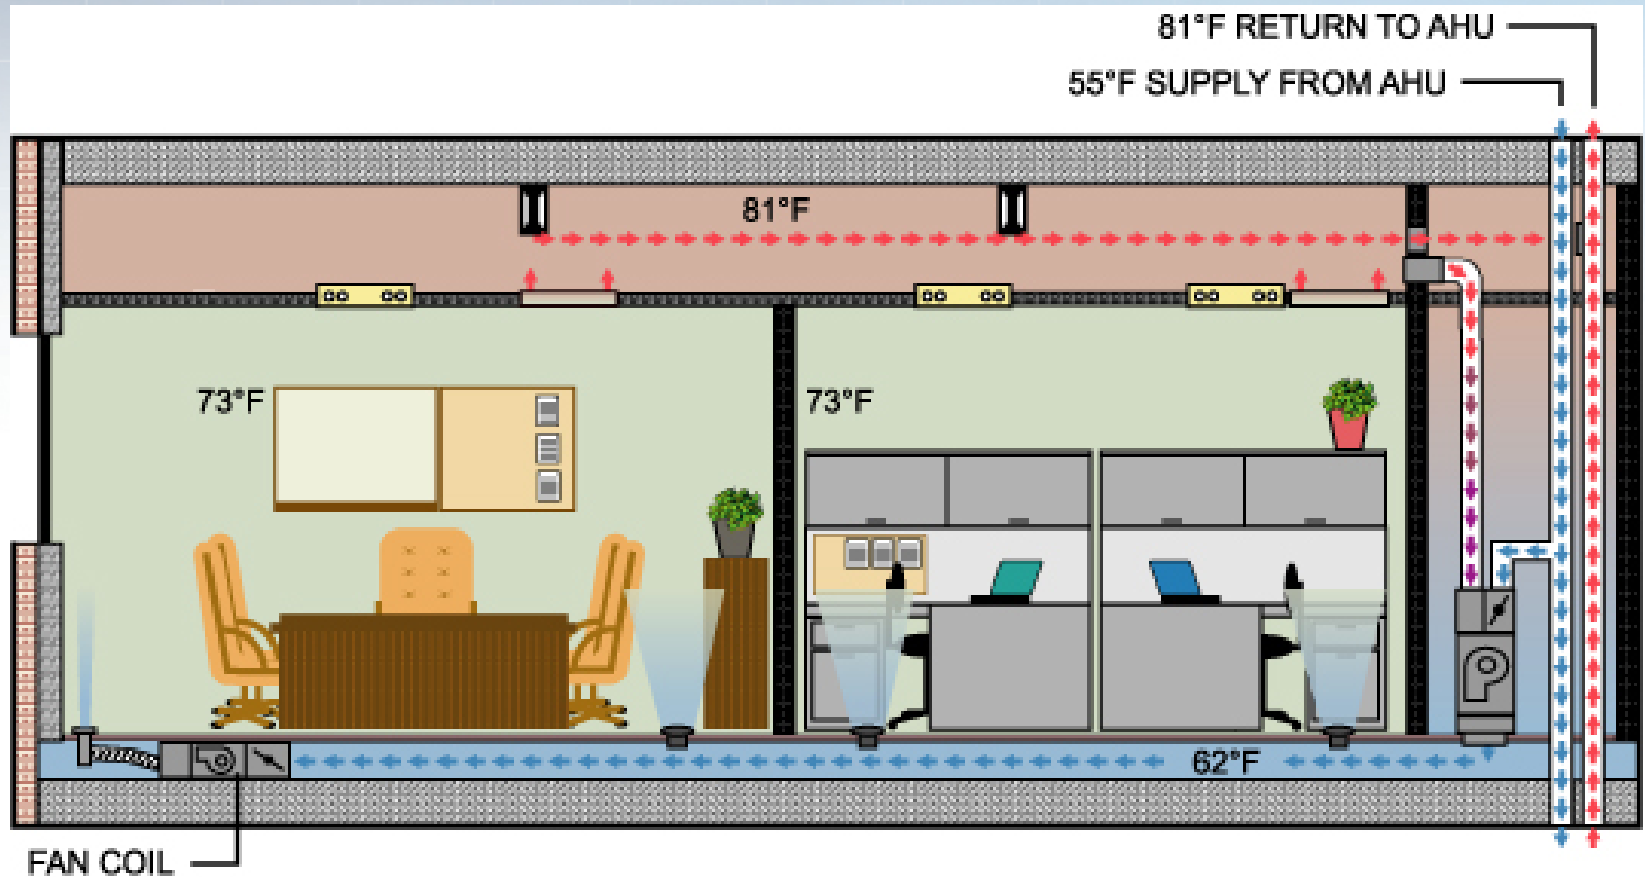 81°F RETURN TO AHU
55°F SUPPLY FROM AHU
81°F
73°F
73°F
62°F
FAN COIL